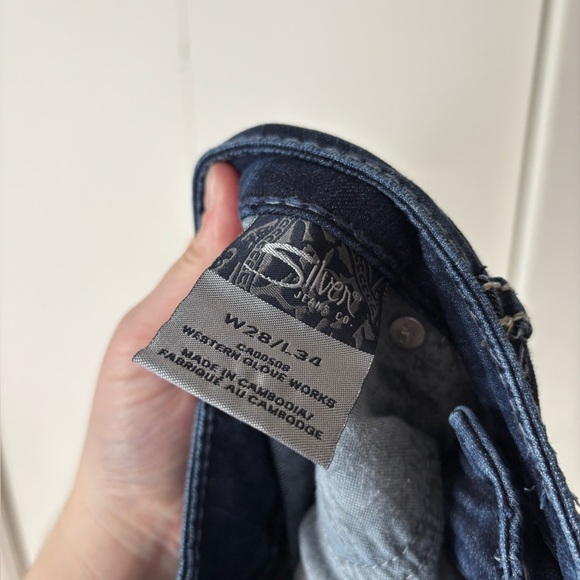 Silver
JEANS CO.
W28/L34
CA00508
WESTERN GLOVE WORKS
MADE IN CAMBODIA/
FABRIQUÉ AU CAMBODGE